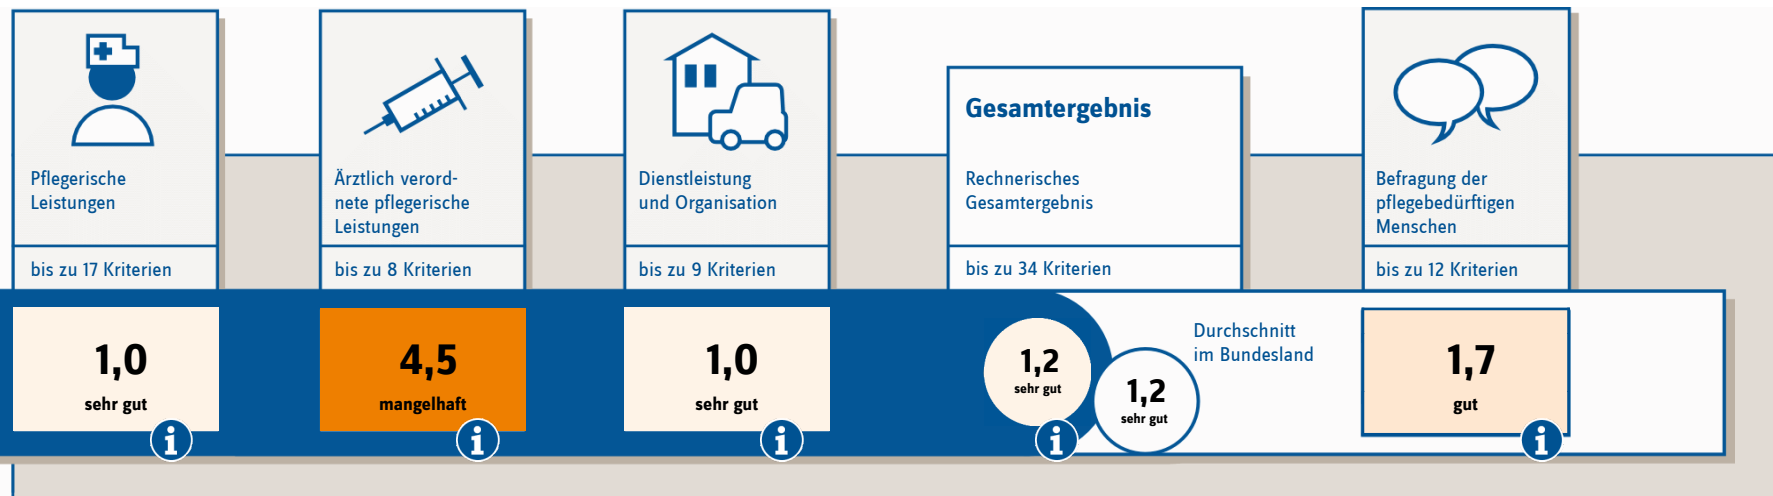 Pflegerische
Leistungen
bis zu 17 Kriterien
1,0
sehr gut
i
Ärztlich verord-
nete pflegerische
Leistungen
bis zu 8 Kriterien
4,5
mangelhaft
i
Dienstleistung
und Organisation
bis zu 9 Kriterien
1,0
sehr gut
i
Gesamtergebnis
Rechnerisches
Gesamtergebnis
bis zu 34 Kriterien
1,2
sehr gut
i
1,2
sehr gut
Durchschnitt
im Bundesland
Befragung der
pflegebedürftigen
Menschen
bis zu 12 Kriterien
1,7
gut
i